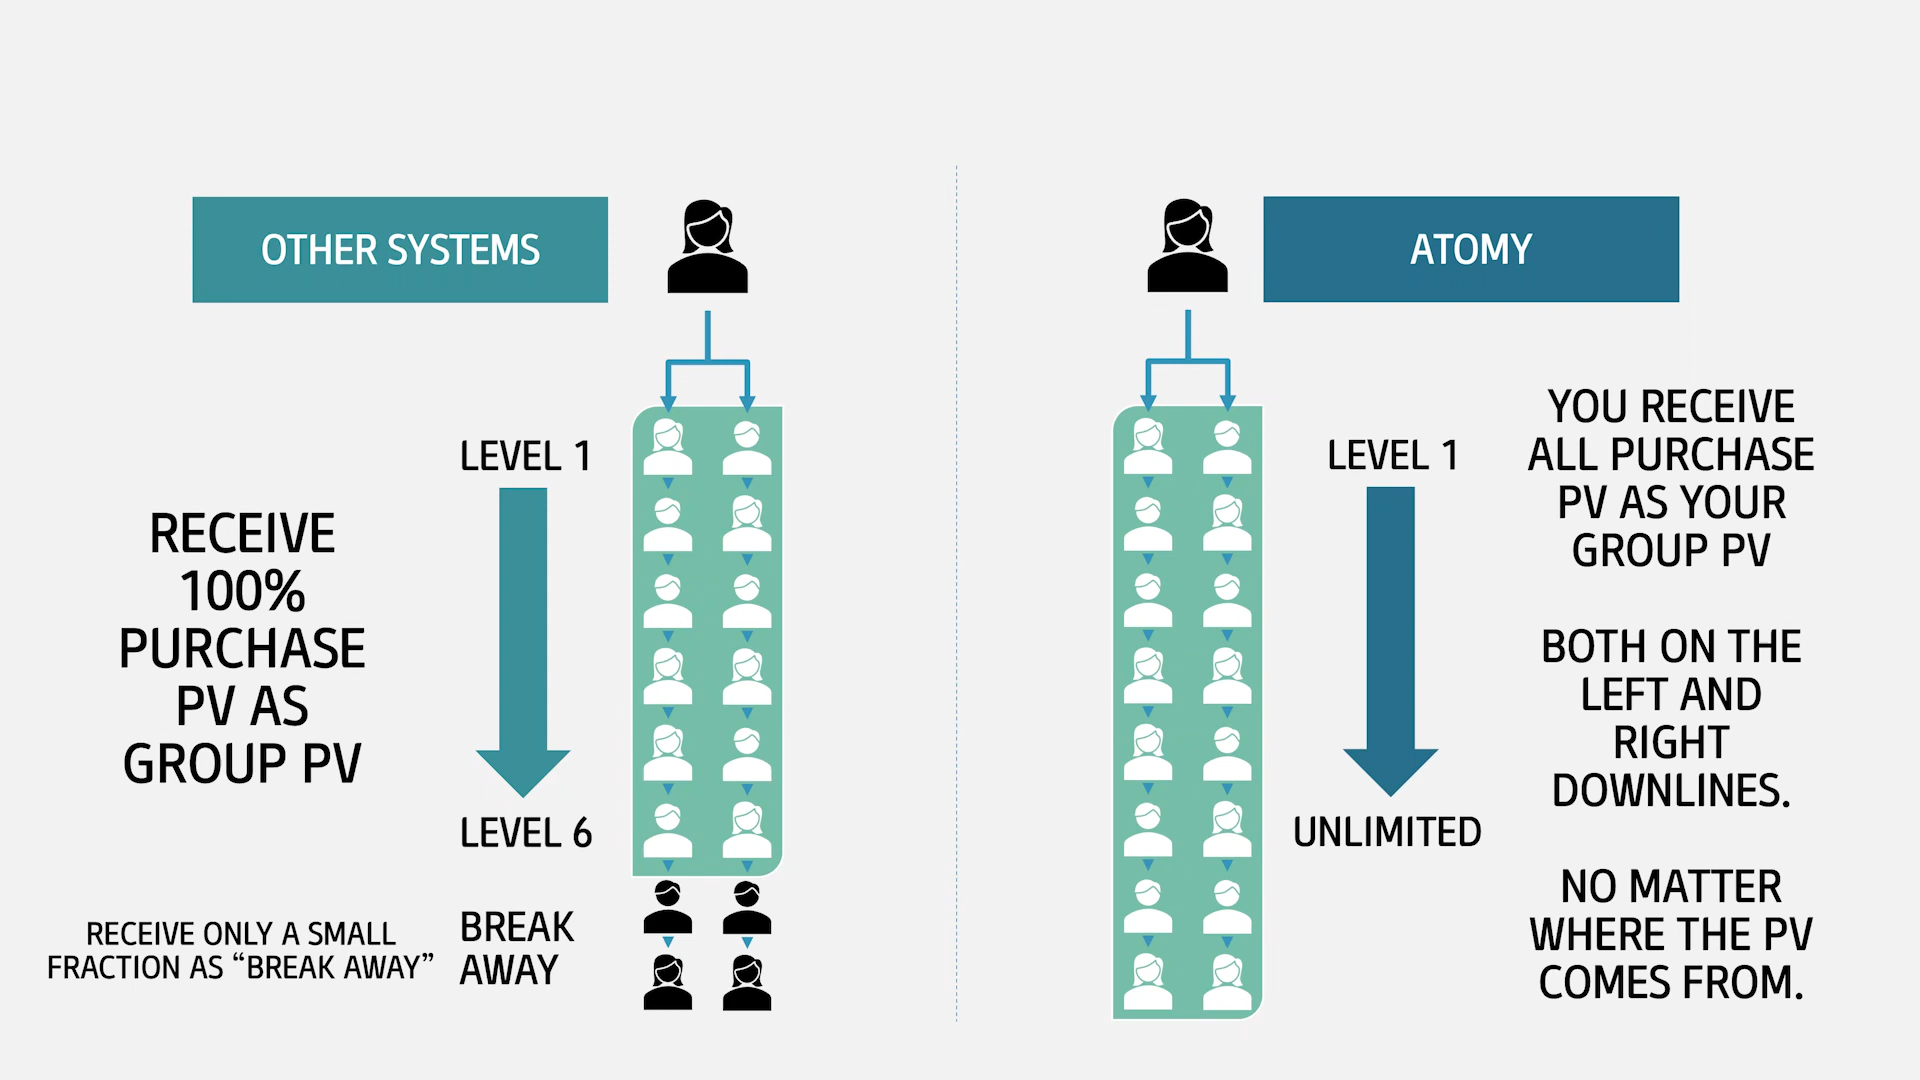 OTHER SYSTEMS
RECEIVE
100%
PURCHASE
PV AS
GROUP PV
LEVEL 1
LEVEL 6
RECEIVE ONLY A SMALL
FRACTION AS “BREAK AWAY”
BREAK
AWAY
ATOMY
LEVEL 1
UNLIMITED
YOU RECEIVE
ALL PURCHASE
PV AS YOUR
GROUP PV
BOTH ON THE
LEFT AND
RIGHT
DOWNLINES.
NO MATTER
WHERE THE PV
COMES FROM.